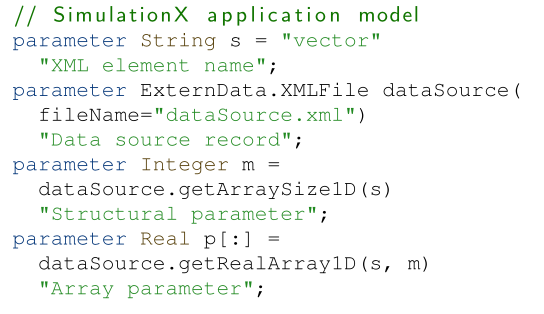 // SimulationX application model
parameter String s = "vector"
"XML element name";
parameter ExternData.XMLFile dataSource(
fileName="dataSource.xml")
"Data source record";
parameter Integer m =
dataSource.getArraySize1D(s)
"Structural parameter";
parameter Real p[:] =
dataSource.getRealArray1D(s, m)
"Array parameter";